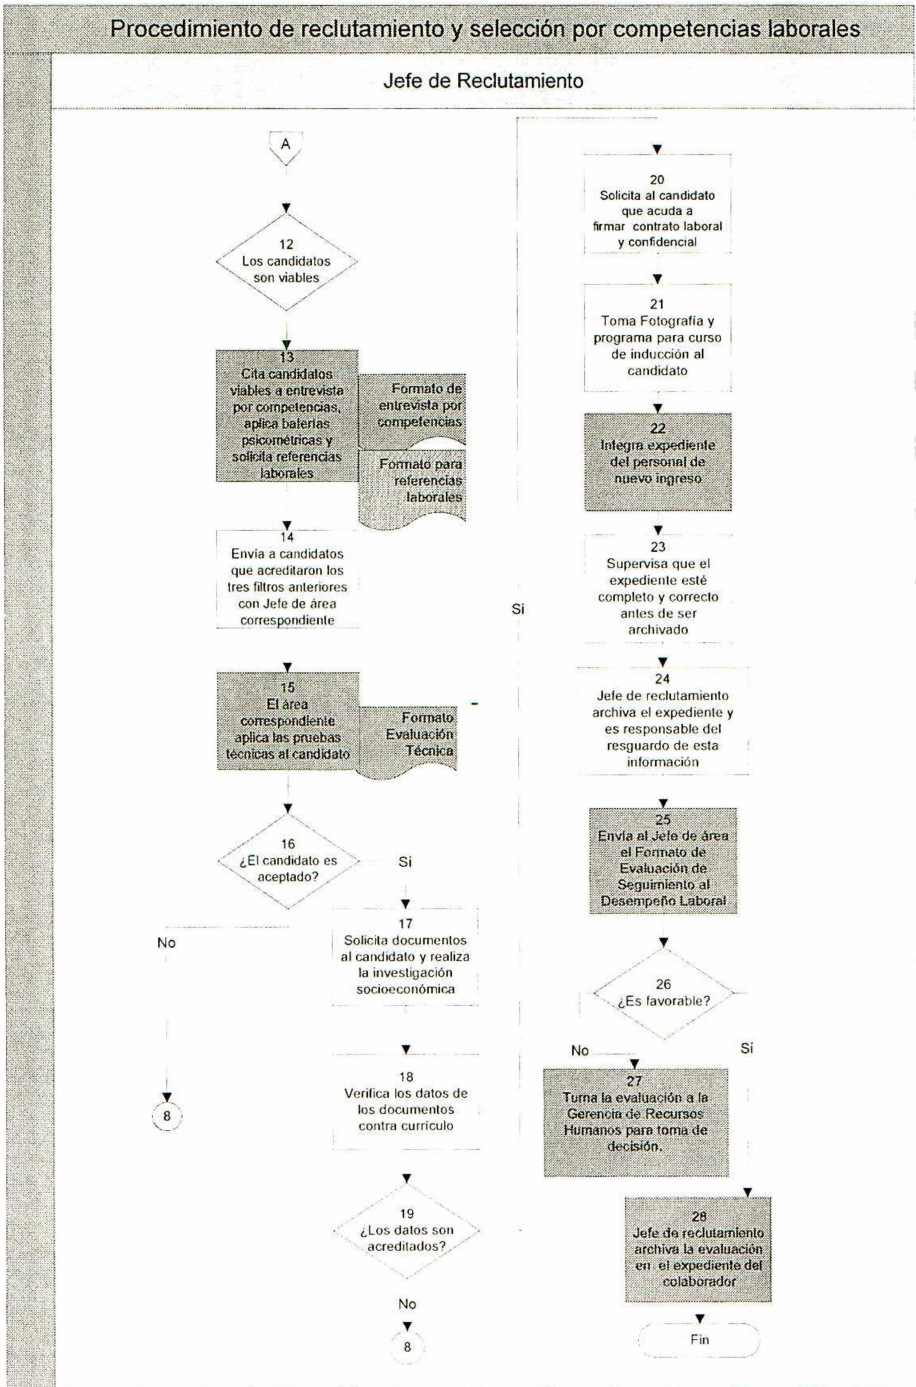 Procedimiento de reclutamiento y selección por competencias laborales
Jefe de Reclutamiento
A
12
Los candidatos
son viables
13
Cita candidatos
viables a entrevista
por competencias,
aplica baterías
psicométricas y
solicita referencias
laborales
Formato de
entrevista por
competencias
Formato para
referencias
laborales
14
Envía a candidatos
que acreditaron los
tres filtros anteriores
con Jefe de área
correspondiente
15
El área
correspondiente
aplica las pruebas
técnicas al candidato
Formato
Evaluación
Técnica
16
¿El candidato es
aceptado?
Sí
No
8
17
Solicita documentos
al candidato y realiza
la investigación
socioeconómica
18
Verifica los datos de
los documentos
contra currículo
19
¿Los datos son
acreditados?
No
8
Sí
20
Solicita al candidato
que acuda a
firmar contrato laboral
y confidencial
21
Toma Fotografía y
programa para curso
de inducción al
candidato
22
Integra expediente
del personal de
nuevo ingreso
23
Supervisa que el
expediente esté
completo y correcto
antes de ser
archivado
24
Jefe de reclutamiento
archiva el expediente y
es responsable del
resguardo de esta
información
25
Envía al Jefe de área
el Formato de
Evaluación de
Seguimiento al
Desempeño Laboral
26
¿Es favorable?
No
Sí
27
Turna la evaluación a la
Gerencia de Recursos
Humanos para toma de
decisión.
28
Jefe de reclutamiento
archiva la evaluación
en el expediente del
colaborador
Fin